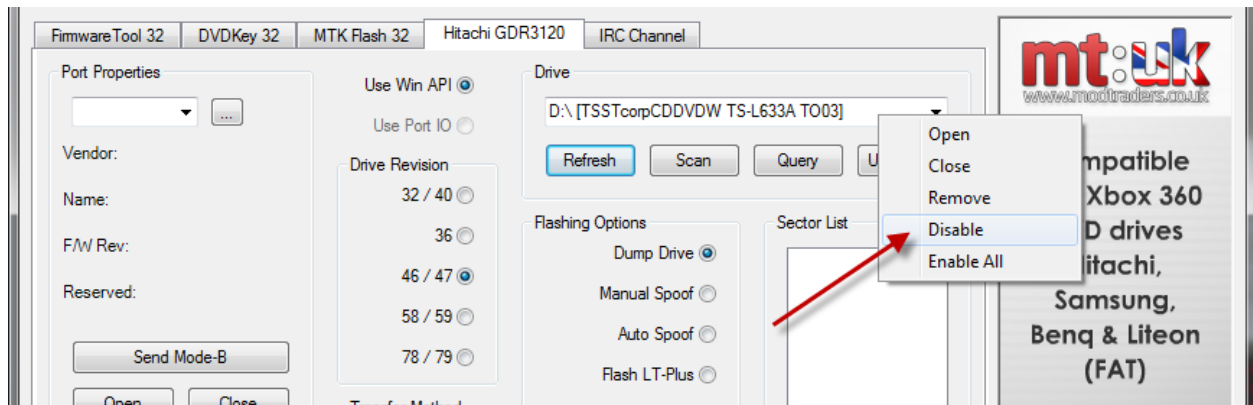 FirmwareTool 32
DVDKey 32
MTK Flash 32
Hitachi GDR3120
IRC Channel
Port Properties
...
Vendor:
Name:
F/W Rev:
Reserved:
Send Mode-B
Open
Close
Use Win API
Use Port IO
Drive Revision
32 / 40
36
46 / 47
58 / 59
78 / 79
Drive
D:\ [TSSTcorpCDDVDW TS-L633A TO03]
Refresh
Scan
Query
U
Flashing Options
Dump Drive
Manual Spoof
Auto Spoof
Flash LT-Plus
Sector List
Open
Close
Remove
Disable
Enable All
mt:uk
www.modtraders.co.uk
mpatible
Xbox 360
D drives
itachi,
Samsung,
Benq & Liteon
(FAT)